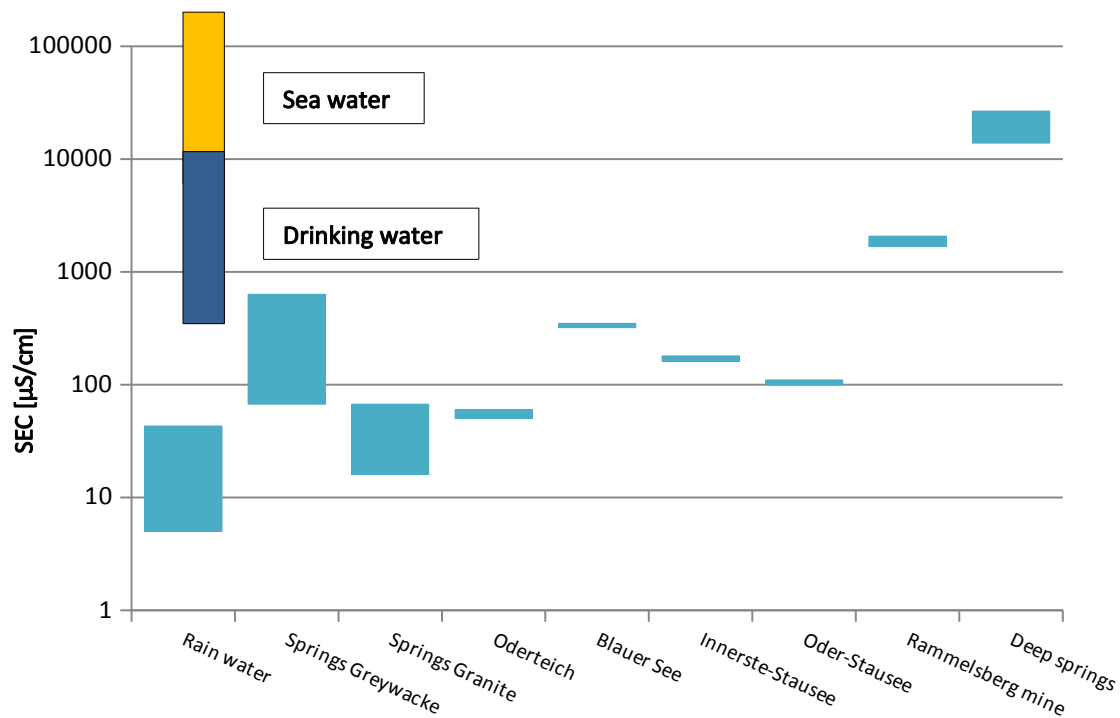 100000
Sea water
10000
Drinking water
1000
SEC [µS/cm]
100
10
1
Rain water
Springs Greywacke
Springs Granite
Oderteich
Blauer See
Innerste-Stausee
Oder-Stausee
Rammelsberg mine
Deep springs